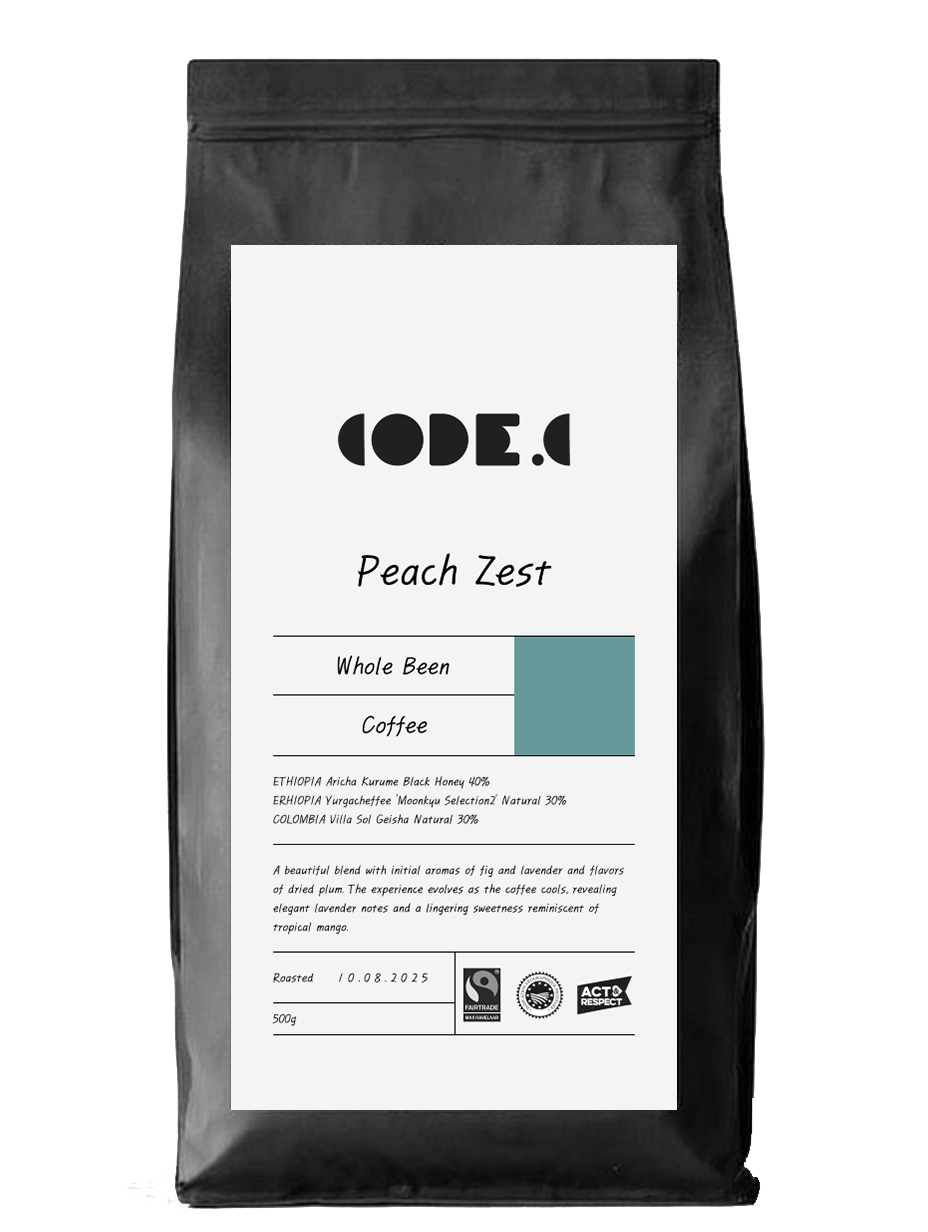 CODE.C
Peach Zest
Whole Been
Coffee
ETHIOPIA Aricha Kurume Black Honey 40%
ERHIOPIA Yurgacheffee 'Moonkyu Selection2' Natural 30%
COLOMBIA Villa Sol Geisha Natural 30%
A beautiful blend with initial aromas of fig and lavender and flavors
of dried plum. The experience evolves as the coffee cools, revealing
elegant lavender notes and a lingering sweetness reminiscent of
tropical mango.
Roasted 10.08.2025
500g
FAIRTRADE
MAX HAVELAAR
ACT
RESPECT